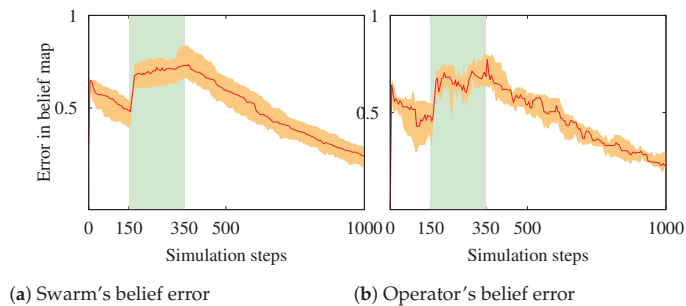 1
0.5
Error in belief map
0 150 350 500 1000
Simulation steps
(a) Swarm's belief error
1
0.5
0 150 350 500 1000
Simulation steps
(b) Operator's belief error